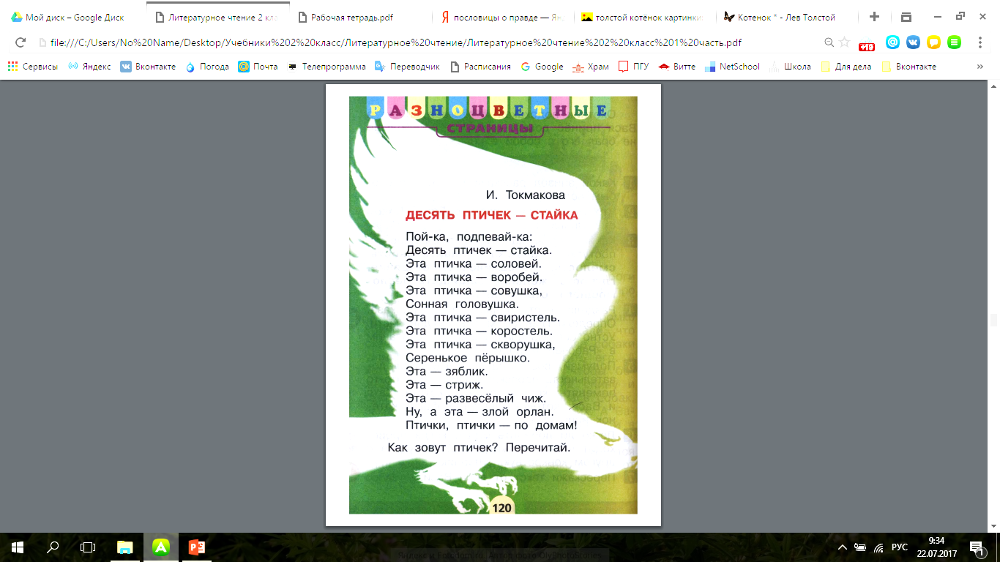 Мой диск – Google Диск
Литературное чтение 2 кла
Рабочая тетрадь.pdf
пословицы о правде — Ян
толстой котёнок картинки
Котенок * - Лев Толстой
file:///C:/Users/No%20Name/Desktop/Учебники%202%20класс/Литературное%20чтение/Литературное%20чтение%202%20класс%201%20часть.pdf
+19
Сервисы
Яндекс
Вконтакте
Погода
Почта
Телепрограмма
Переводчик
Расписания
Google
Храм
ПГУ
Витте
NetSchool
Школа
Для дела
Вконтакте
»
РАЗНОЦВЕТНЫЕ
СТРАНИЦЫ
И. Токмакова
ДЕСЯТЬ ПТИЧЕК — СТАЙКА
Пой-ка, подпевай-ка:
Десять птичек — стайка.
Эта птичка — соловей.
Эта птичка — воробей.
Эта птичка — совушка,
Сонная головушка.
Эта птичка — свиристель.
Эта птичка — коростель.
Эта птичка — скворушка,
Серенькое пёрышко.
Эта — зяблик.
Эта — стриж.
Эта — развесёлый чиж.
Ну, а эта — злой орлан.
Птички, птички — по домам!
Как зовут птичек? Перечитай.
120
РУС
9:34
22.07.2017
1